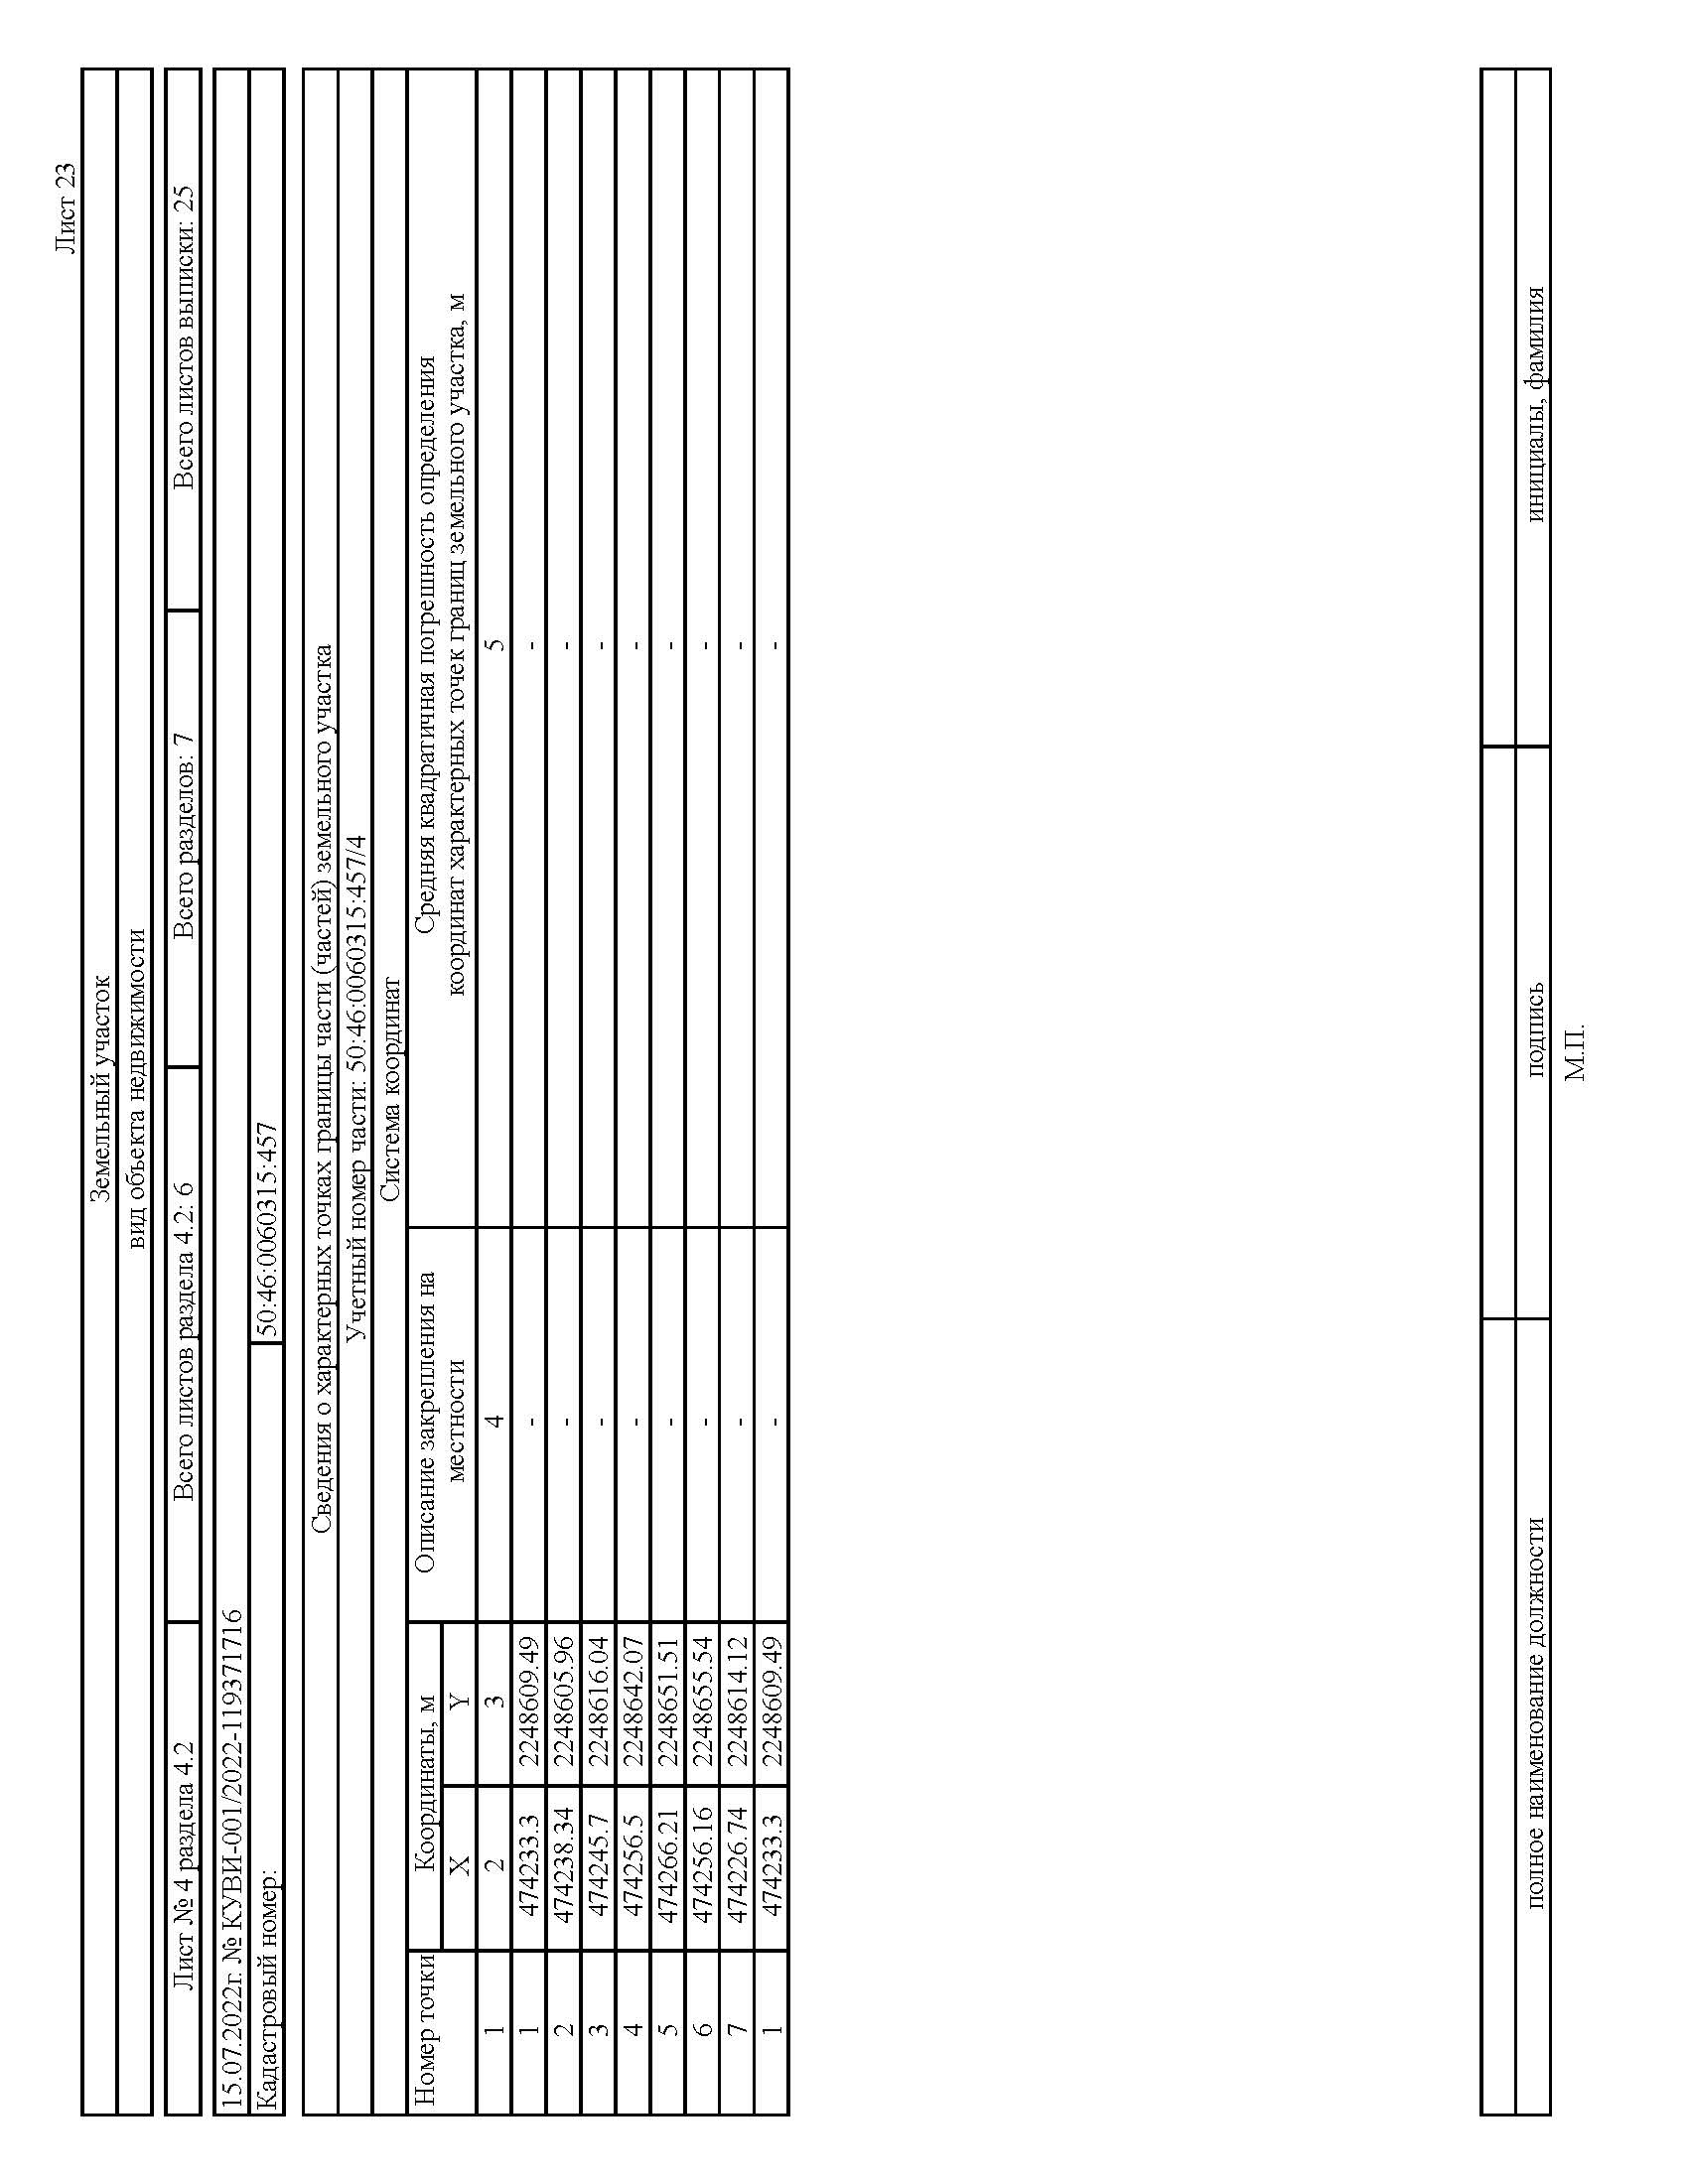 Лист 23
Земельный участок
вид объекта недвижимости
Лист № 4 раздела 4.2 Всего листов раздела 4.2: 6 Всего разделов: 7 Всего листов выписки: 25
15.07.2022г. № КУВИ-001/2022-119371716
Кадастровый номер: 50:46:0060315:457
Сведения о характерных точках границы части (частей) земельного участка
Учетный номер части: 50:46:0060315:457/4
Система координат
Номер точки Координаты, м Описание закрепления на местности Средняя квадратичная погрешность определения
координат характерных точек границ земельного участка, м
X Y
1 2 3 4 5
1 474233.3 2248609.49 - -
2 474238.34 2248605.96 - -
3 474245.7 2248616.04 - -
4 474256.5 2248642.07 - -
5 474266.21 2248651.51 - -
6 474256.16 2248655.54 - -
7 474226.74 2248614.12 - -
1 474233.3 2248609.49 - -
полное наименование должности подпись инициалы, фамилия
М.П.